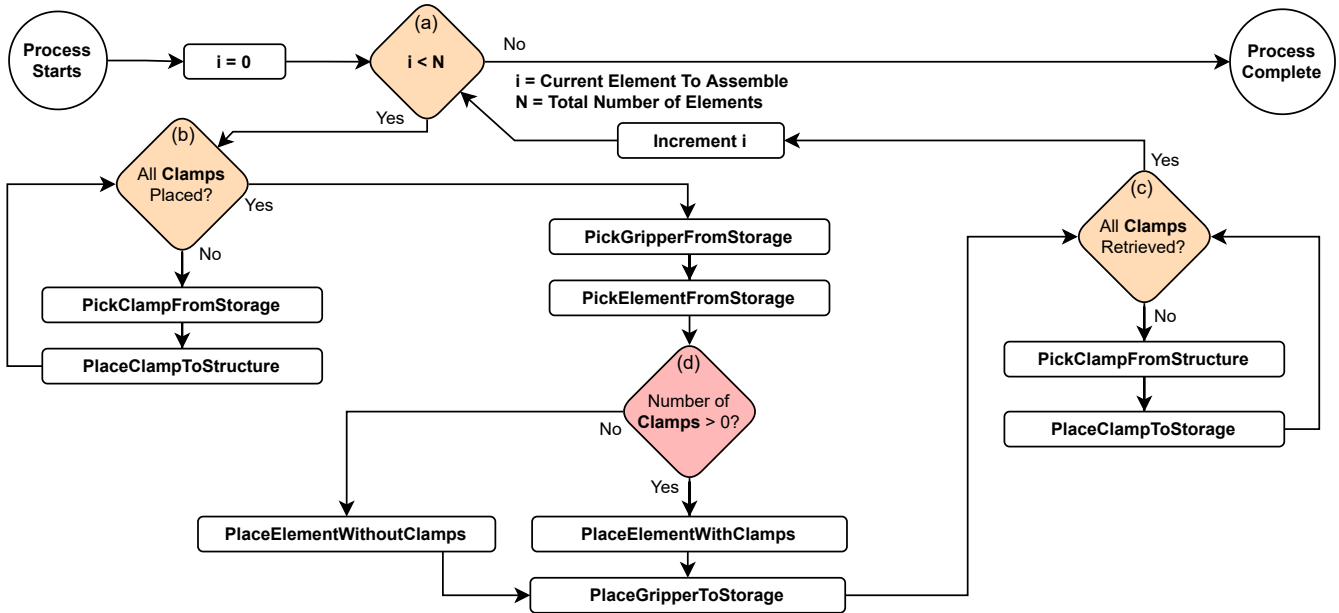 Process
Starts
i = 0
(a)
i < N
No
Process
Complete
i = Current Element To Assemble
N = Total Number of Elements
Yes
Increment i
(b)
All Clamps
Placed?
Yes
No
PickClampFromStorage
PlaceClampToStructure
PickGripperFromStorage
PickElementFromStorage
(d)
Number of
Clamps > 0?
No
Yes
PlaceElementWithoutClamps
PlaceElementWithClamps
PlaceGripperToStorage
Yes
(c)
All Clamps
Retrieved?
No
PickClampFromStructure
PlaceClampToStorage